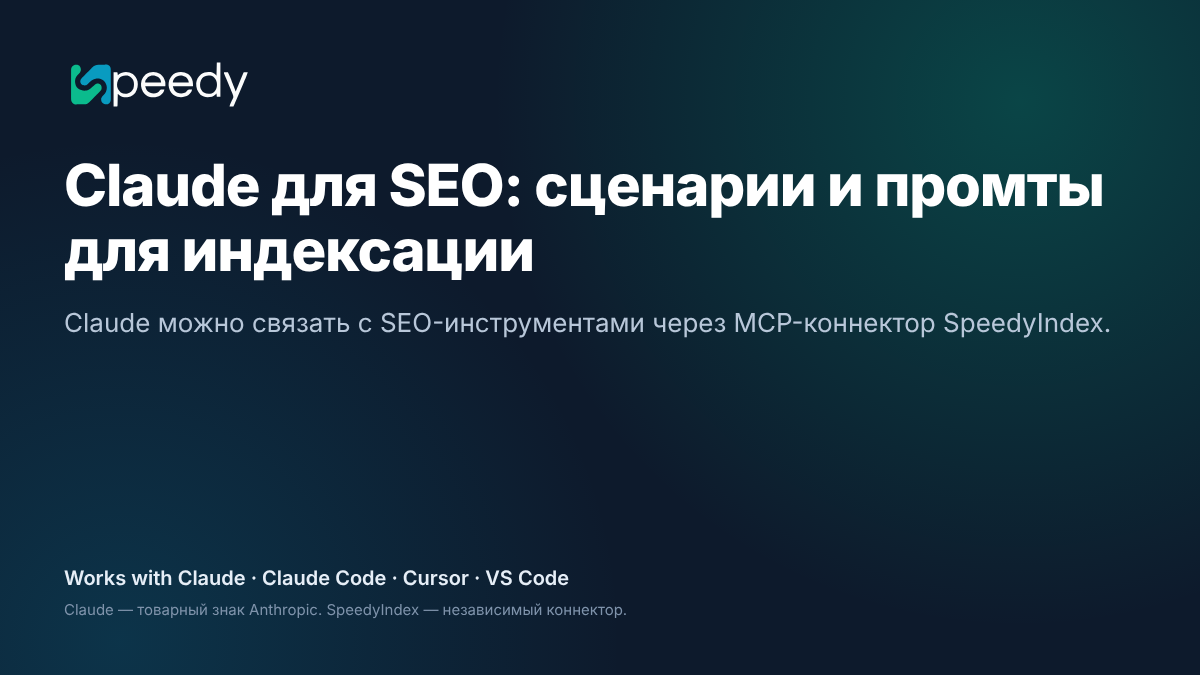 Speedy
Claude для SEO: сценарии и промты
для индексации
Claude можно связать с SEO-инструментами через MCP-коннектор SpeedyIndex.
Works with Claude · Claude Code · Cursor · VS Code
Claude — товарный знак Anthropic. SpeedyIndex — независимый коннектор.